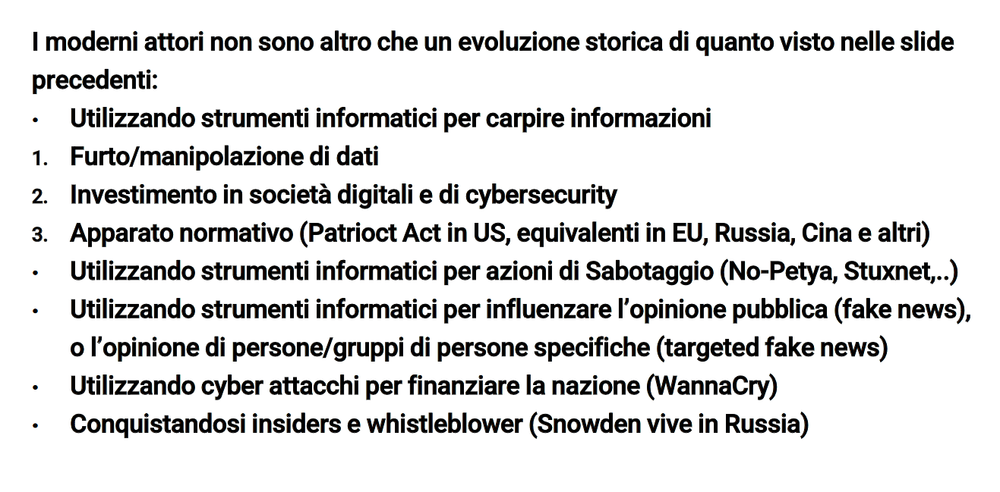 I moderni attori non sono altro che un evoluzione storica di quanto visto nelle slide
precedenti:
• Utilizzando strumenti informatici per carpire informazioni
1. Furto/manipolazione di dati
2. Investimento in società digitali e di cybersecurity
3. Apparato normativo (Patrioct Act in US, equivalenti in EU, Russia, Cina e altri)
• Utilizzando strumenti informatici per azioni di Sabotaggio (No-Petya, Stuxnet,..)
• Utilizzando strumenti informatici per influenzare l’opinione pubblica (fake news),
o l’opinione di persone/gruppi di persone specifiche (targeted fake news)
• Utilizzando cyber attacchi per finanziare la nazione (WannaCry)
• Conquistandosi insiders e whistleblower (Snowden vive in Russia)